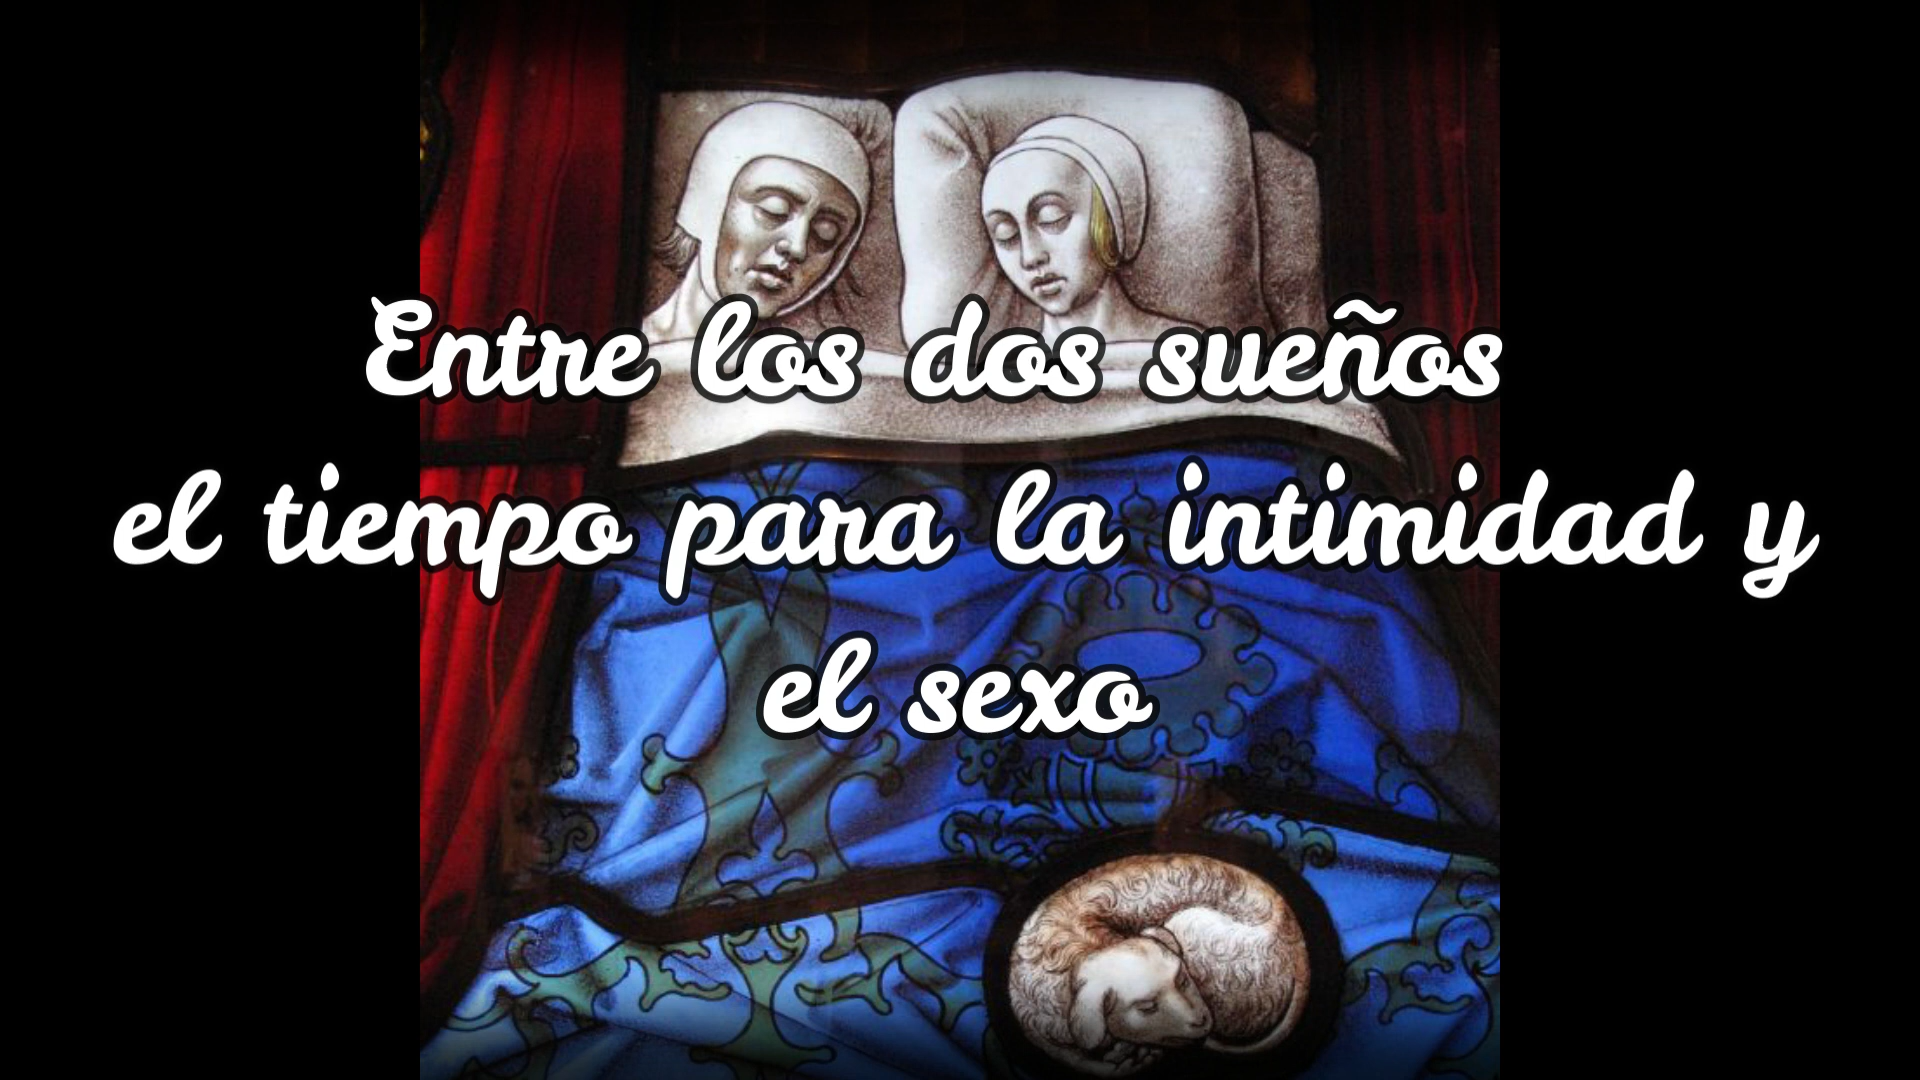 Entre los dos sueños
el tiempo para la intimidad y
el sexo